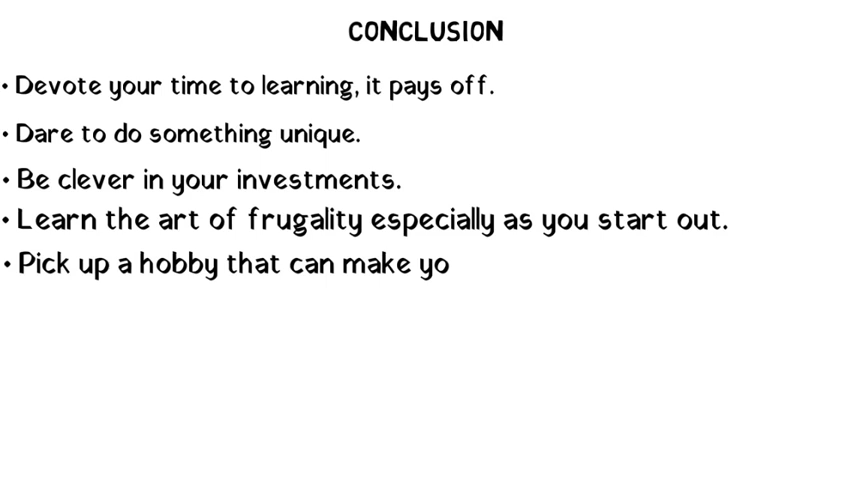 CONCLUSION
• Devote your time to learning, it pays off.
• Dare to do something unique.
• Be clever in your investments.
• Learn the art of frugality especially as you start out.
• Pick up a hobby that can make yo